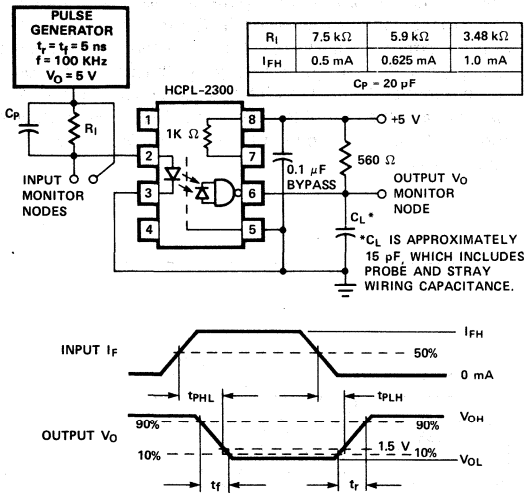 PULSE
GENERATOR
tr = tf = 5 ns
f = 100 KHz
VO = 5 V
RI 7.5 kΩ 5.9 kΩ 3.48 kΩ
IFH 0.5 mA 0.625 mA 1.0 mA
CP - 20 pF
HCPL-2300
CP
RI
1
2
3
4
1K Ω
8
7
6
5
+5 V
0.1 μF
BYPASS
560 Ω
OUTPUT VO
MONITOR
NODE
INPUT
MONITOR
NODES
CL *
*CL IS APPROXIMATELY
15 pF, WHICH INCLUDES
PROBE AND STRAY
WIRING CAPACITANCE.
INPUT IF
IFH
50%
0 mA
tPHL
tPLH
OUTPUT VO
90%
90%
VOH
1.5 V
10%
10%
VOL
tf
tr